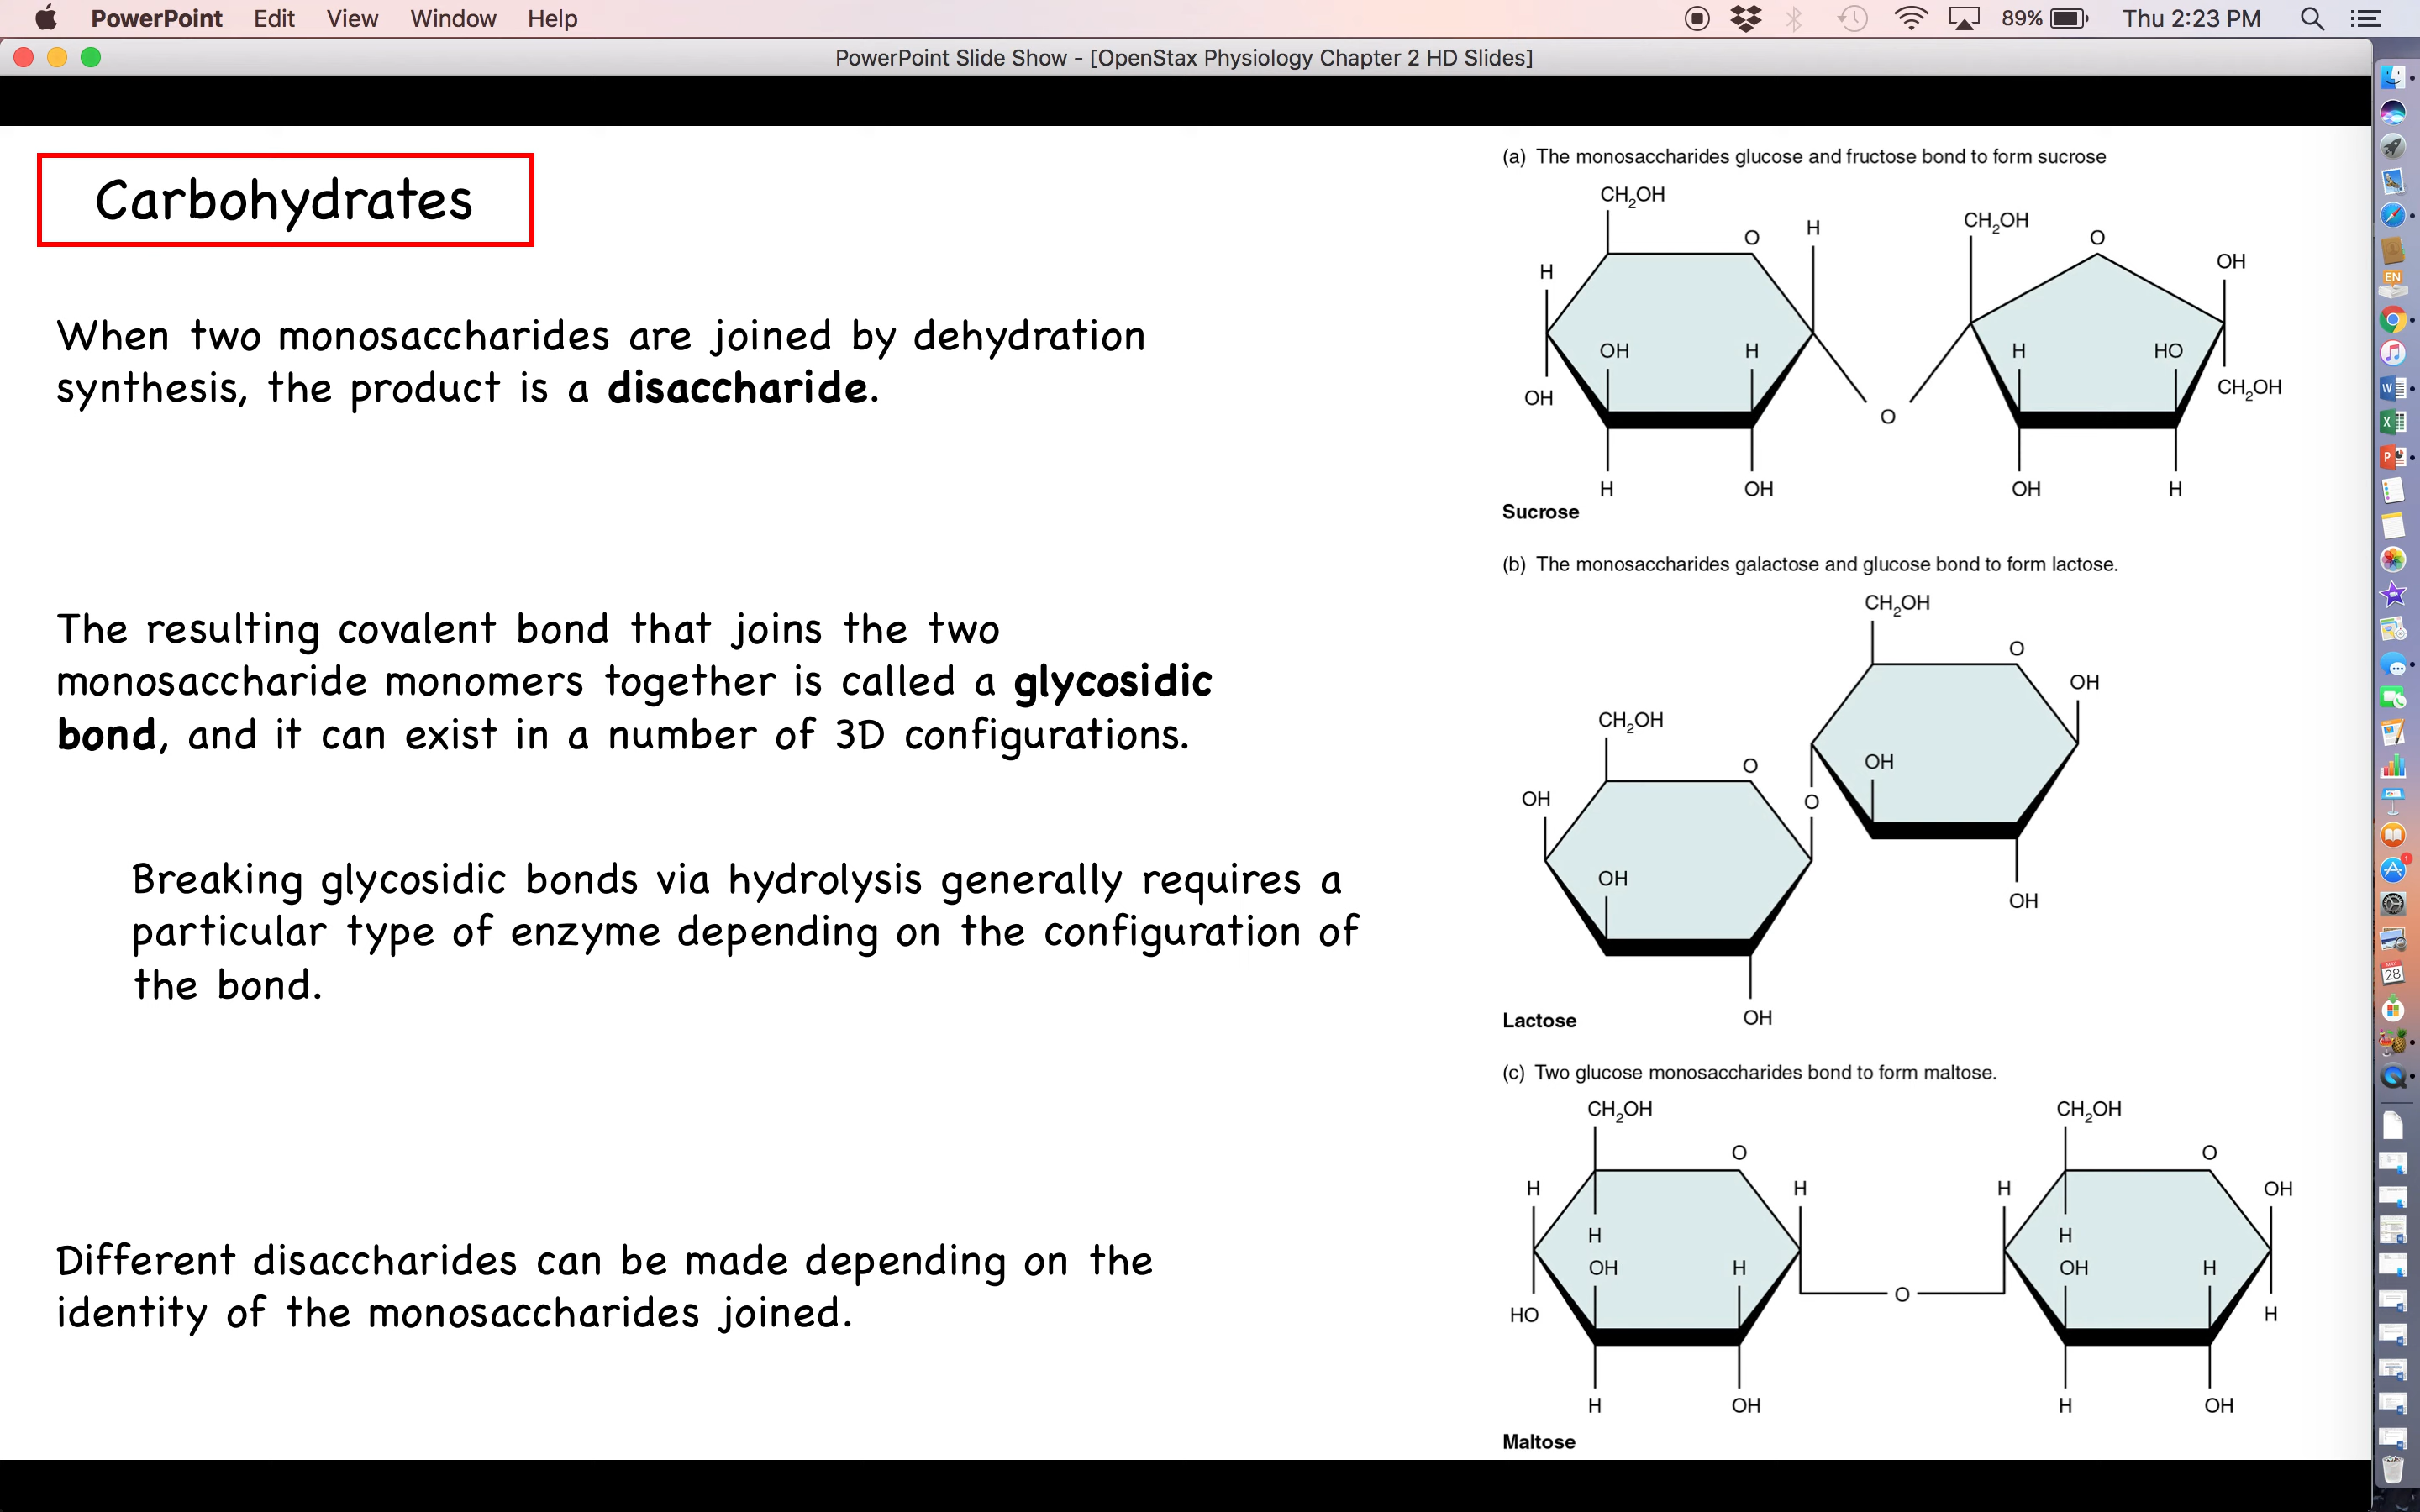 PowerPoint Edit View Window Help 89% Thu 2:23 PM
PowerPoint Slide Show - [OpenStax Physiology Chapter 2 HD Slides]
Carbohydrates
When two monosaccharides are joined by dehydration
synthesis, the product is a disaccharide.
The resulting covalent bond that joins the two
monosaccharide monomers together is called a glycosidic
bond, and it can exist in a number of 3D configurations.
Breaking glycosidic bonds via hydrolysis generally requires a
particular type of enzyme depending on the configuration of
the bond.
Different disaccharides can be made depending on the
identity of the monosaccharides joined.
(a) The monosaccharides glucose and fructose bond to form sucrose
CH₂OH
CH₂OH
H O H O OH
OH H H HO
OH CH₂OH
O
H OH OH H
Sucrose
(b) The monosaccharides galactose and glucose bond to form lactose.
CH₂OH
O
OH
CH₂OH
OH
O
OH O
OH
OH
OH
Lactose
(c) Two glucose monosaccharides bond to form maltose.
CH₂OH CH₂OH
O O
H H H OH
H H
OH H OH H
O
HO H
H OH H OH
Maltose
EN
28